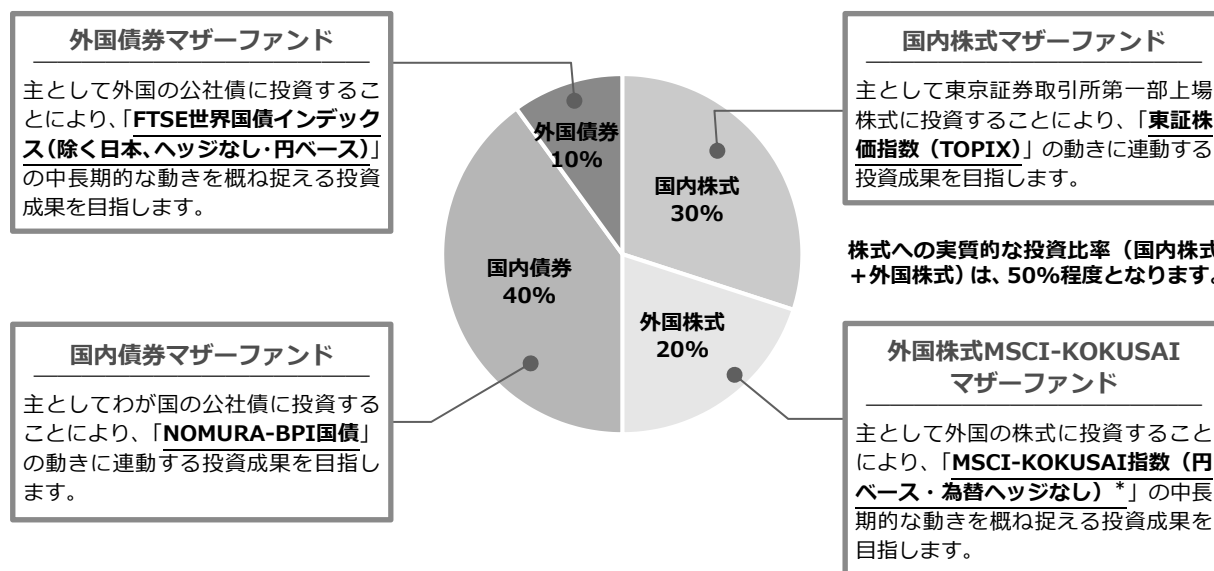 外国債券マザーファンド
主として外国の公社債に投資するこ
とにより、「FTSE世界国債インデック
ス（除く日本、ヘッジなし・円ベース）」
の中長期的な動きを概ね捉える投資
成果を目指します。
国内債券マザーファンド
主としてわが国の公社債に投資する
ことにより、「NOMURA-BPI国債」
の動きに連動する投資成果を目指し
ます。
外国債券
10%
国内株式
30%
国内債券
40%
外国株式
20%
国内株式マザーファンド
主として東京証券取引所第一部上場
株式に投資することにより、「東証株
価指数（TOPIX）」の動きに連動する
投資成果を目指します。
株式への実質的な投資比率（国内株式
＋外国株式）は、50％程度となります。
外国株式MSCI-KOKUSAI
マザーファンド
主として外国の株式に投資すること
により、「MSCI-KOKUSAI指数（円
ベース・為替ヘッジなし）*」の中長
期的な動きを概ね捉える投資成果を
目指します。